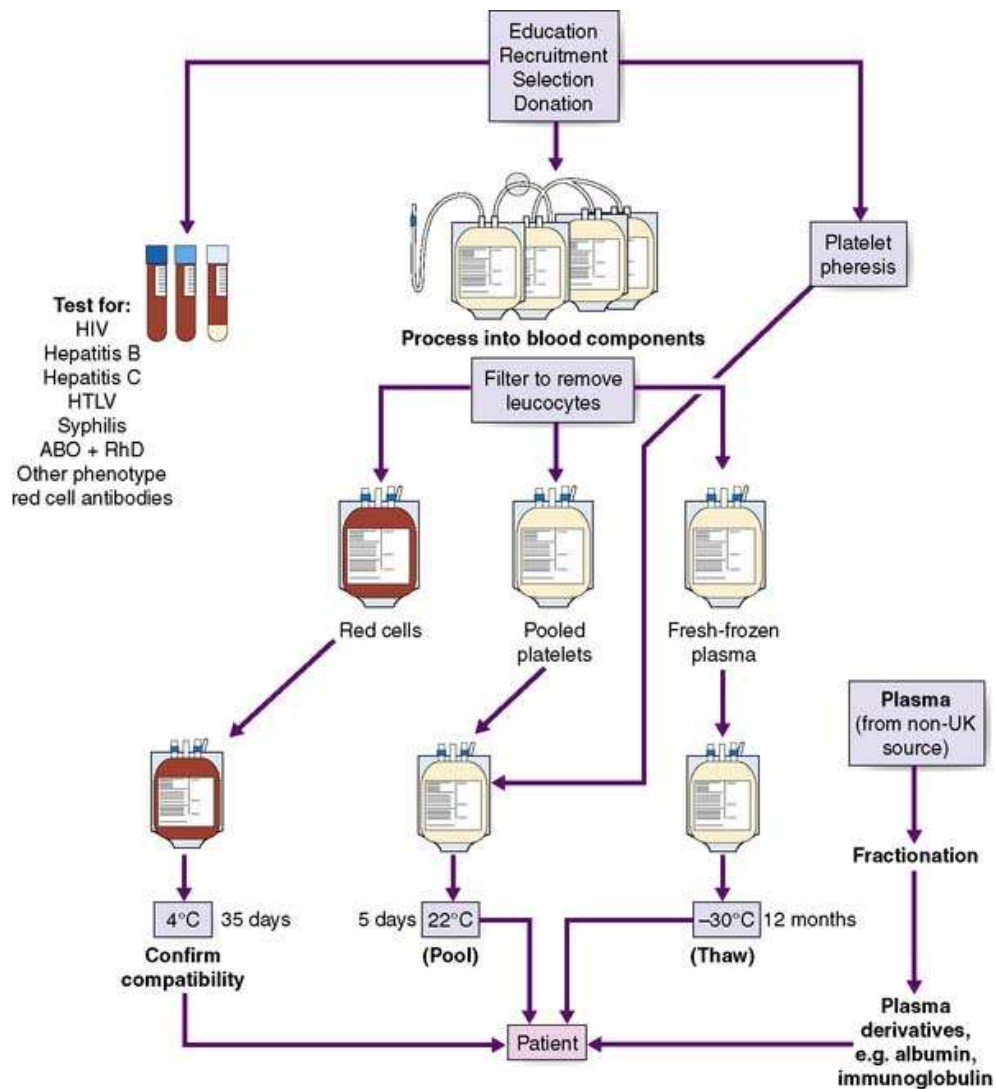 Education
Recruitment
Selection
Donation
Platelet
pheresis
Test for:
HIV
Hepatitis B
Hepatitis C
HTLV
Syphilis
ABO + RhD
Other phenotype
red cell antibodies
Process into blood components
Filter to remove
leucocytes
Red cells
Pooled
platelets
Fresh-frozen
plasma
Plasma
(from non-UK
source)
Fractionation
4°C 35 days
Confirm
compatibility
5 days 22°C
(Pool)
–30°C 12 months
(Thaw)
Patient
Plasma
derivatives,
e.g. albumin,
immunoglobulin